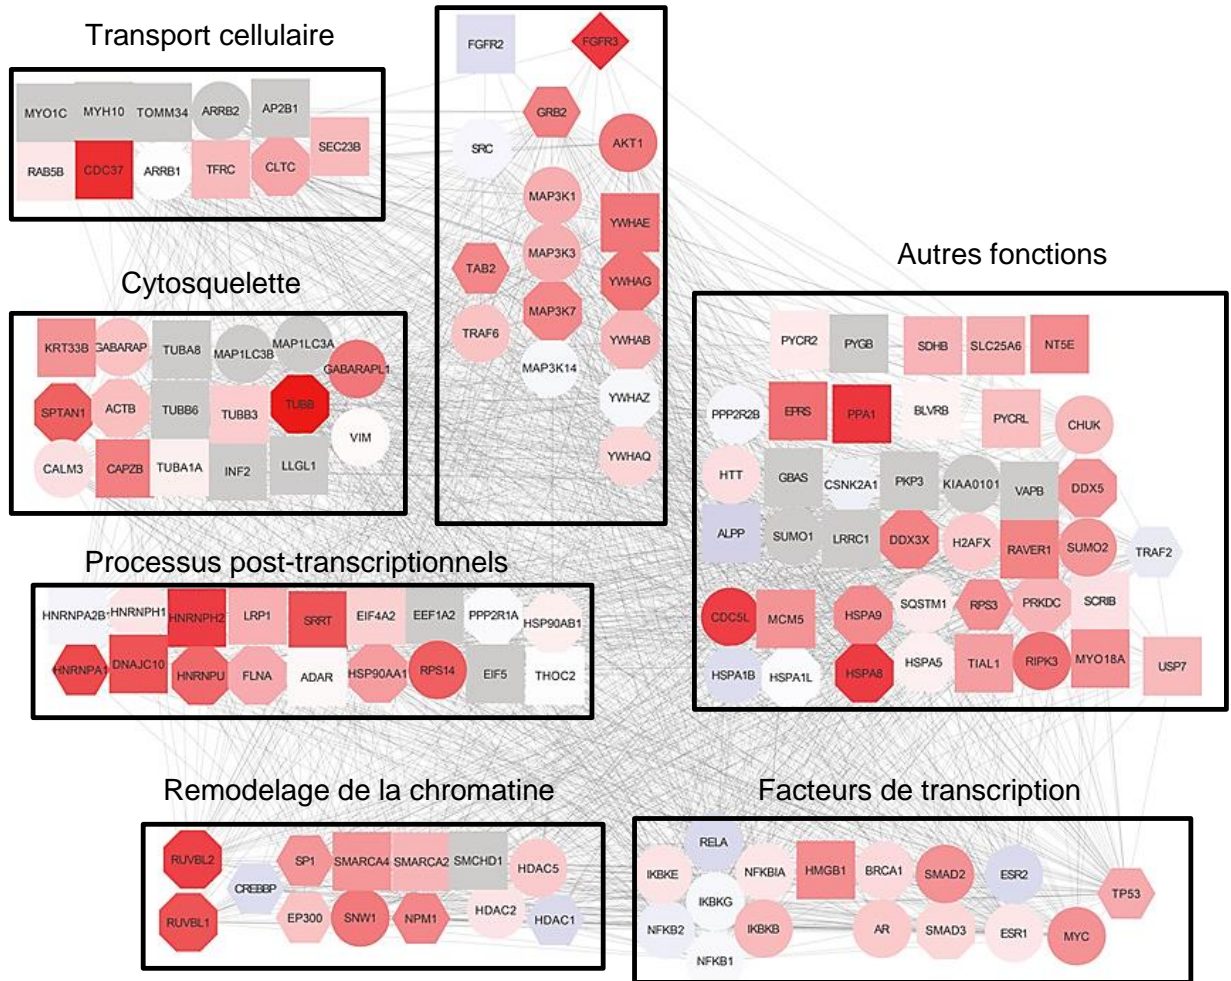 Transport cellulaire
MYO1C MYH10 TOMM34 ARRB2 AP2B1
RAB5B CDC37 ARRB1 TFRC CLTC SEC23B
FGFR2 FGFR3
GRB2
SRC AKT1
MAP3K1
YWHAE
MAP3K3
TAB2 YWHAG
MAP3K7
TRAF6 YWHAB
MAP3K14
YWHAZ
YWHAQ
Cytosquelette
KRT33B GABARAP TUBA8 MAP1LC3B MAP1LC3A GABARAPL1
SPTAN1 ACTB TUBB6 TUBB3 TUBB VIM
CALM3 CAPZB TUBA1A INF2 LLGL1
Autres fonctions
PYCR2 PYGB SDHB SLC25A6 NT5E
PPP2R2B EPRS PPA1 BLVRB PYCRL CHUK
HTT GBAS CSNK2A1 PKP3 KIAA0101 VAPB DDX5
ALPP SUMO1 LRRC1 DDX3X H2AFX RAVER1 SUMO2 TRAF2
CDC5L MCM5 HSPA9 SQSTM1 RPS3 PRKDC SCRIB
HSPA1B HSPA1L HSPA8 HSPA5 TIAL1 RIPK3 MYO18A USP7
Processus post-transcriptionnels
HNRNPA2B HNRNPH1 HNRNPH2 LRP1 SRRT EIF4A2 EEF1A2 PPP2R1A HSP90AB1
HNRNPA1 DNAJC10 HNRNPU FLNA ADAR HSP90AA1 RPS14 EIF5 THOC2
Remodelage de la chromatine
RUVBL2 CREBBP SP1 SMARCA4 SMARCA2 SMCHD1 HDAC5
RUVBL1 EP300 SNW1 NPM1 HDAC2 HDAC1
Facteurs de transcription
RELA
IKBKE NFKBIA HMGB1 BRCA1 SMAD2 ESR2 TP53
IKBKG
NFKB2 IKBKB AR SMAD3 ESR1 MYC
NFKB1